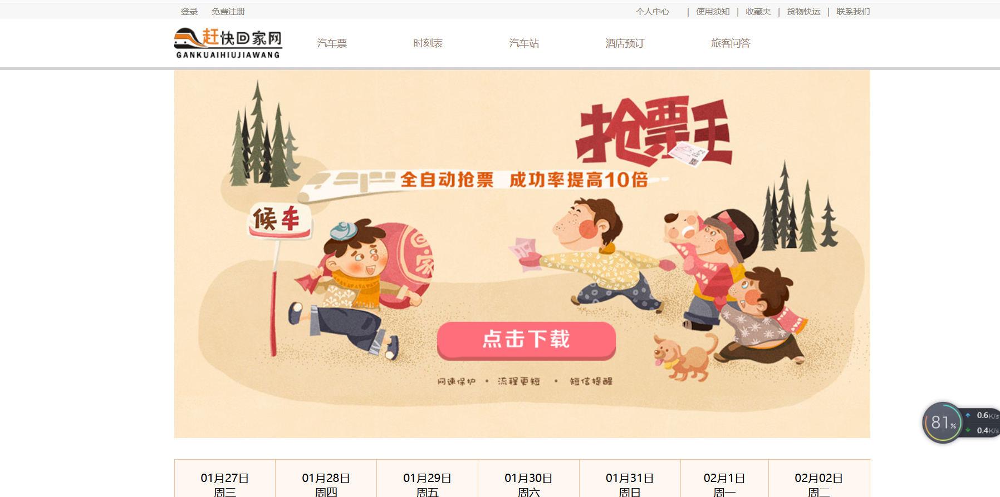 登录 免费注册 个人中心 | 使用须知 | 收藏夹 | 货物快运 | 联系我们
赶快回家网
GANKUAIHIUJIAWANG
汽车票 时刻表 汽车站 酒店预订 旅客问答
抢票王
全自动抢票 成功率提高10倍
候车
回家
点击下载
网速保护 • 流程更短 • 短信提醒
81% 0.6K/s
0.4K/s
01月27日 01月28日 01月29日 01月30日 01月31日 02月1日 02月02日
周三 周四 周五 周六 周日 周一 周二